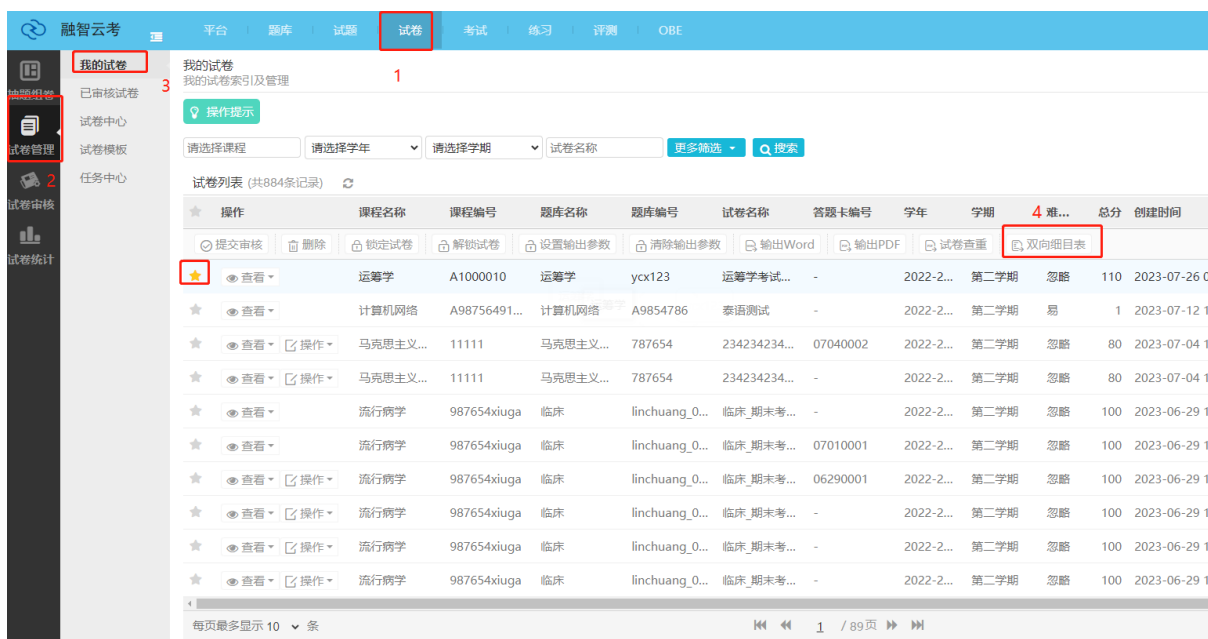 融智云考 平台 题库 试题 试卷 考试 练习 评测 OBE
抽题组卷
试卷管理
2
试卷审核
试卷统计
我的试卷
3
已审核试卷
试卷中心
试卷模板
任务中心
我的试卷
1
我的试卷索引及管理
操作提示
请选择课程 请选择学年 请选择学期 试卷名称 更多筛选 搜索
试卷列表 (共884条记录)
操作 课程名称 课程编号 题库名称 题库编号 试卷名称 答题卡编号 学年 学期 4 难... 总分 创建时间
提交审核 删除 锁定试卷 解锁试卷 设置输出参数 清除输出参数 输出Word 输出PDF 试卷查重 双向细目表
查看 运筹学 A1000010 运筹学 ycx123 运筹学考试... - 2022-2... 第二学期 忽略 110 2023-07-26 0
查看 计算机网络 A98756491... 计算机网络 A9854786 泰语测试 - 2022-2... 第二学期 易 1 2023-07-12 1
查看 操作 马克思主义... 11111 马克思主义... 787654 234234234... 07040002 2022-2... 第二学期 忽略 80 2023-07-04 1
查看 操作 马克思主义... 11111 马克思主义... 787654 234234234... - 2022-2... 第二学期 忽略 80 2023-07-04 1
查看 流行病学 987654xiuga 临床 linchuang_0... 临床_期末考... - 2022-2... 第二学期 忽略 100 2023-06-29 1
查看 流行病学 987654xiuga 临床 linchuang_0... 临床_期末考... 07010001 2022-2... 第二学期 忽略 100 2023-06-29 1
查看 操作 流行病学 987654xiuga 临床 linchuang_0... 临床_期末考... 06290001 2022-2... 第二学期 忽略 100 2023-06-29 1
查看 操作 流行病学 987654xiuga 临床 linchuang_0... 临床_期末考... - 2022-2... 第二学期 忽略 100 2023-06-29 1
查看 操作 流行病学 987654xiuga 临床 linchuang_0... 临床_期末考... - 2022-2... 第二学期 忽略 100 2023-06-29 1
查看 操作 流行病学 987654xiuga 临床 linchuang_0... 临床_期末考... - 2022-2... 第二学期 忽略 100 2023-06-29 1
每页最多显示 10 条 1 / 89页